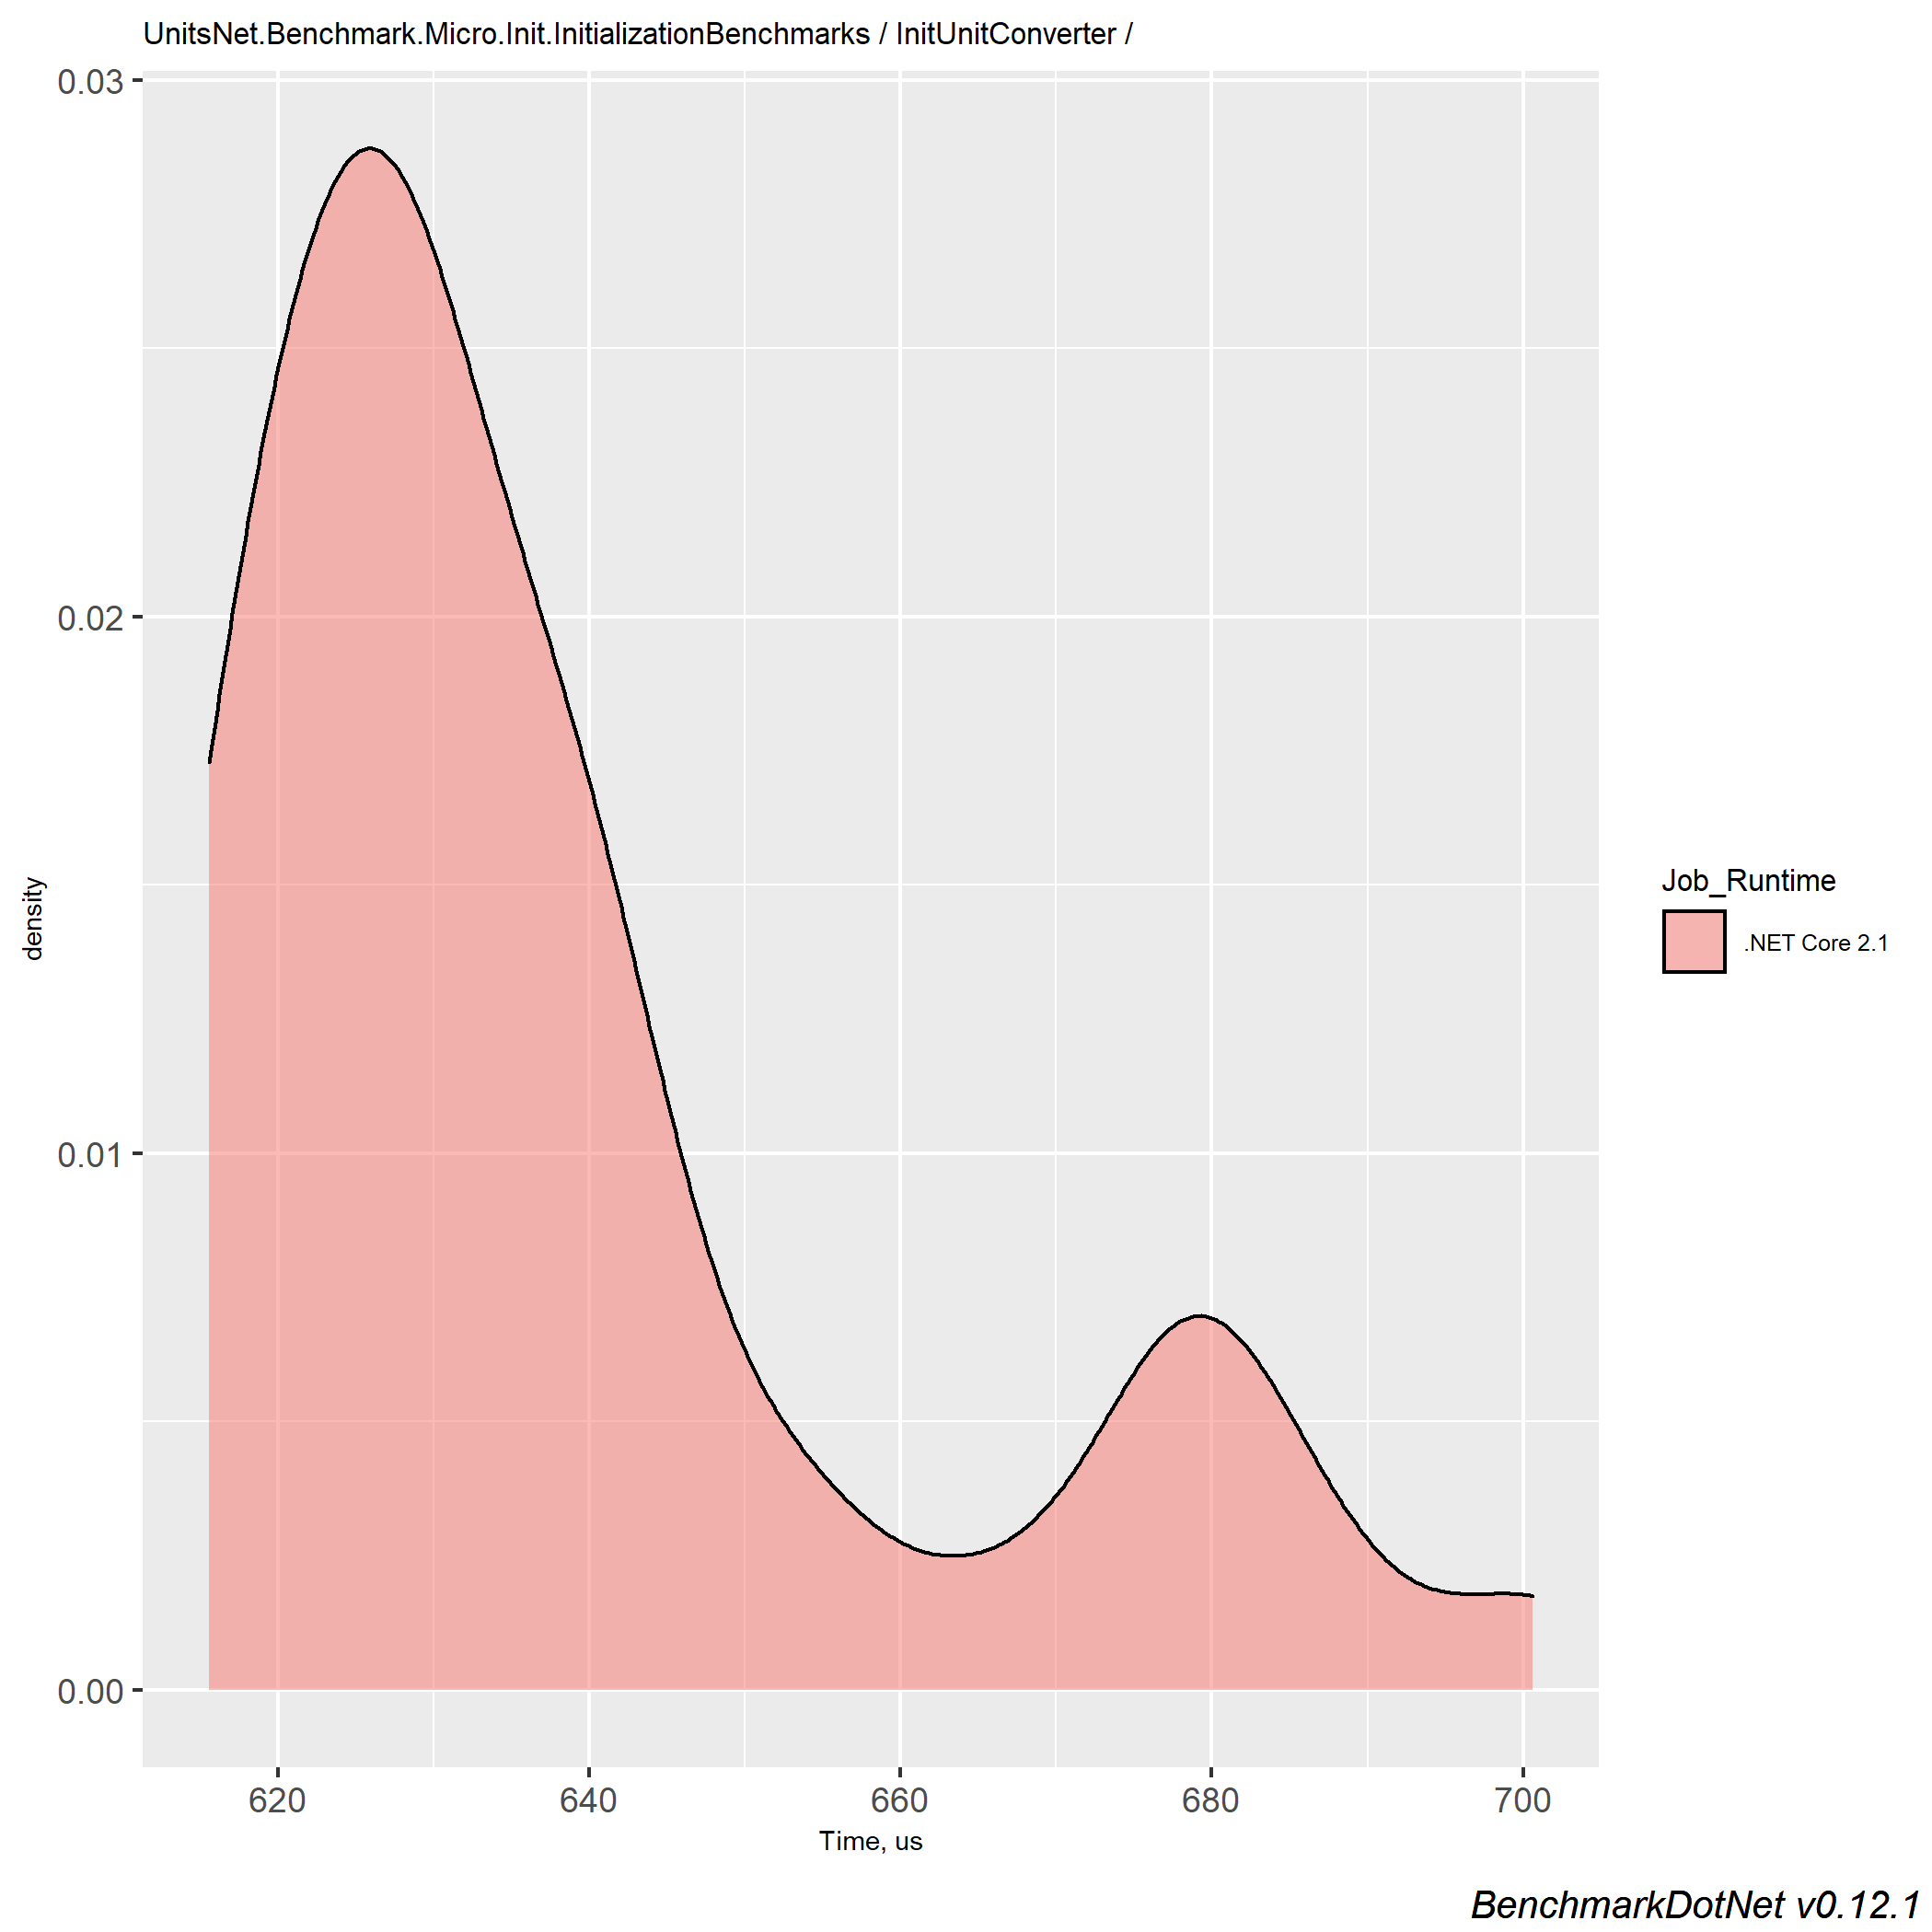 UnitsNet.Benchmark.Micro.Init.InitializationBenchmarks / InitUnitConverter /
0.03
0.02
0.01
0.00
density
620 640 660 680 700
Time, us
Job_Runtime
.NET Core 2.1
BenchmarkDotNet v0.12.1